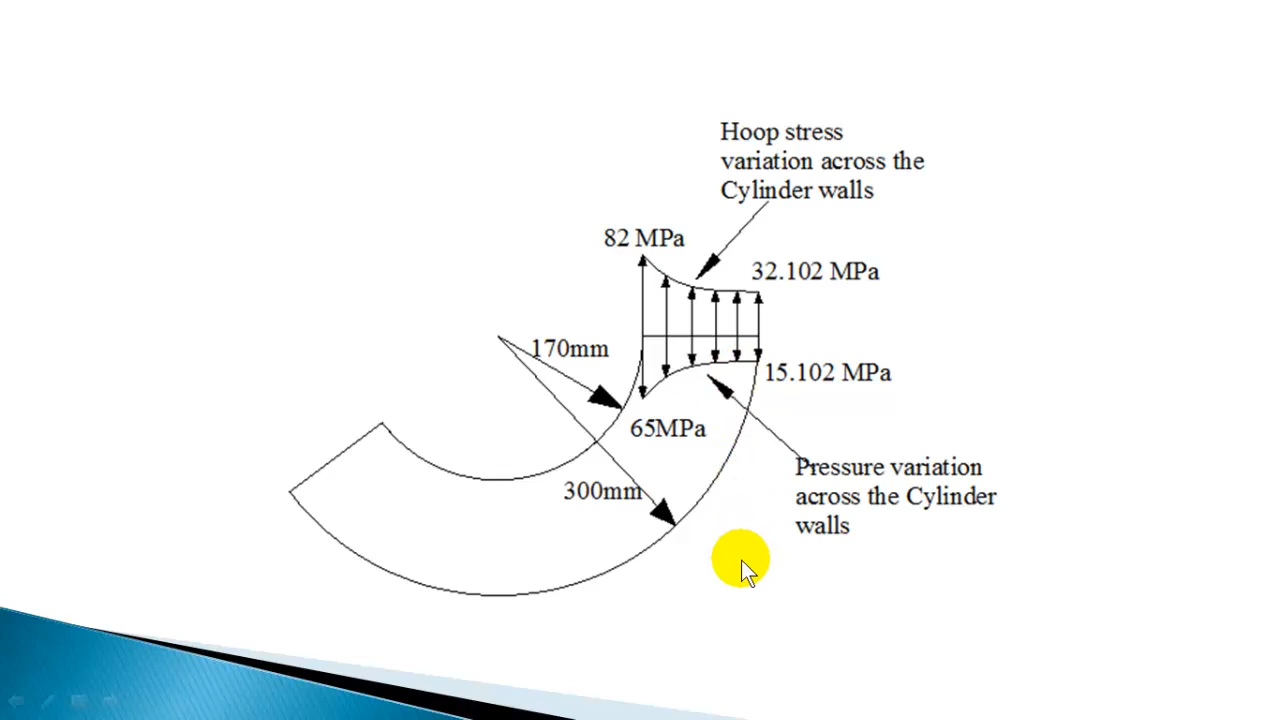 Hoop stress
variation across the
Cylinder walls
82 MPa
32.102 MPa
170mm
15.102 MPa
65MPa
Pressure variation
300mm
across the Cylinder
walls